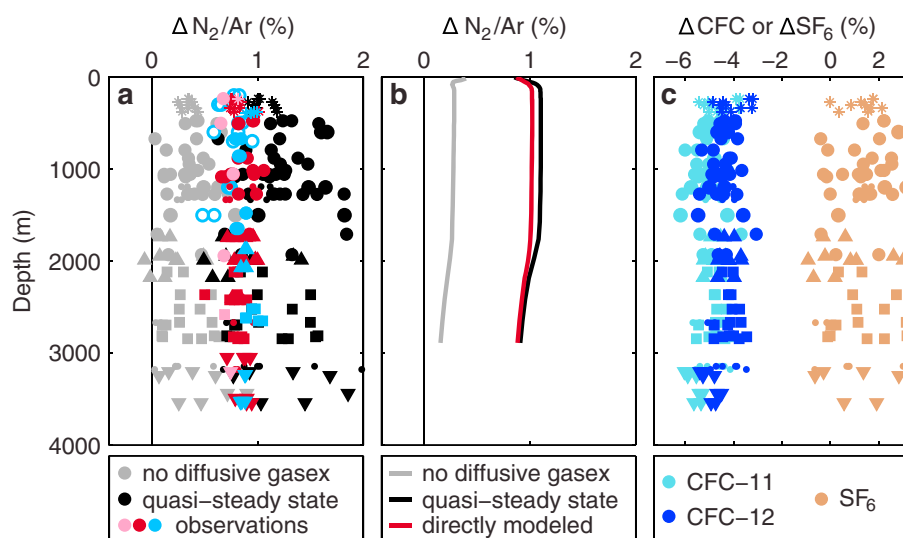 Δ N₂/Ar (%)
Δ N₂/Ar (%)
ΔCFC or ΔSF₆ (%)
0 1 2
0 1 2
−6 −4 −2 0 2
a
b
c
Depth (m)
0
1000
2000
3000
4000
no diffusive gasex
quasi−steady state
observations
no diffusive gasex
quasi−steady state
directly modeled
CFC−11
CFC−12
SF₆